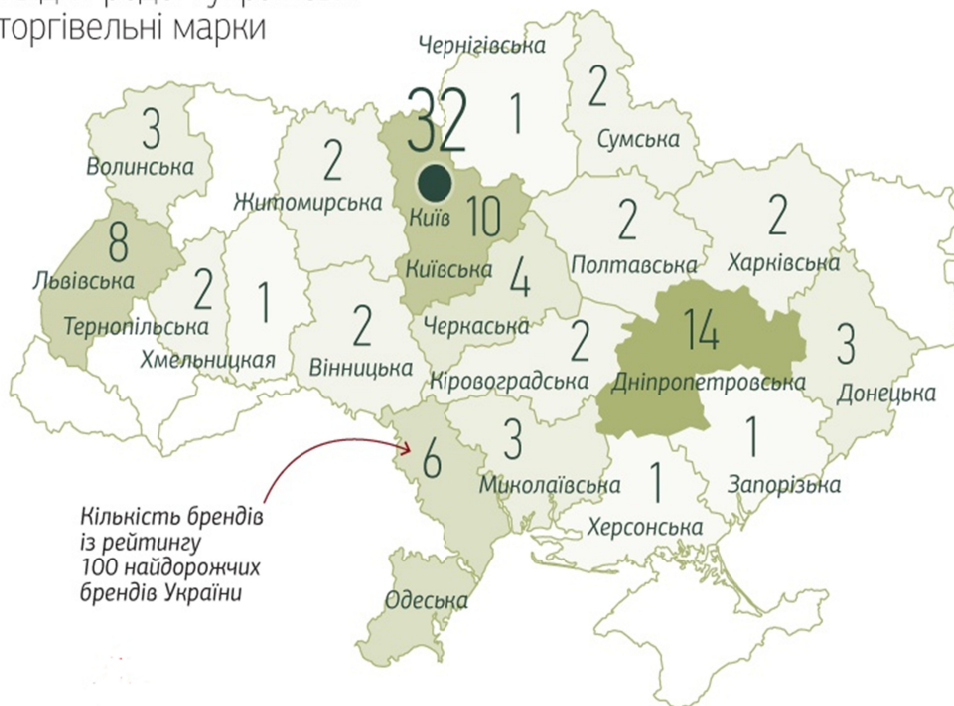 торгівельні марки
Чернігівська
32
1
2
Сумська
3
Волинська
2
Житомирська
Київ
10
2
Полтавська
2
Харківська
8
Львівська
Київська
4
2
Тернопільська
1
Хмельницкая
2
Вінницька
Черкаська
2
Кіровоградська
14
Дніпропетровська
3
Донецька
6
3
Миколаївська
1
Херсонська
1
Запорізька
Кількість брендів
із рейтингу
100 найдорожчих
брендів України
Одеська